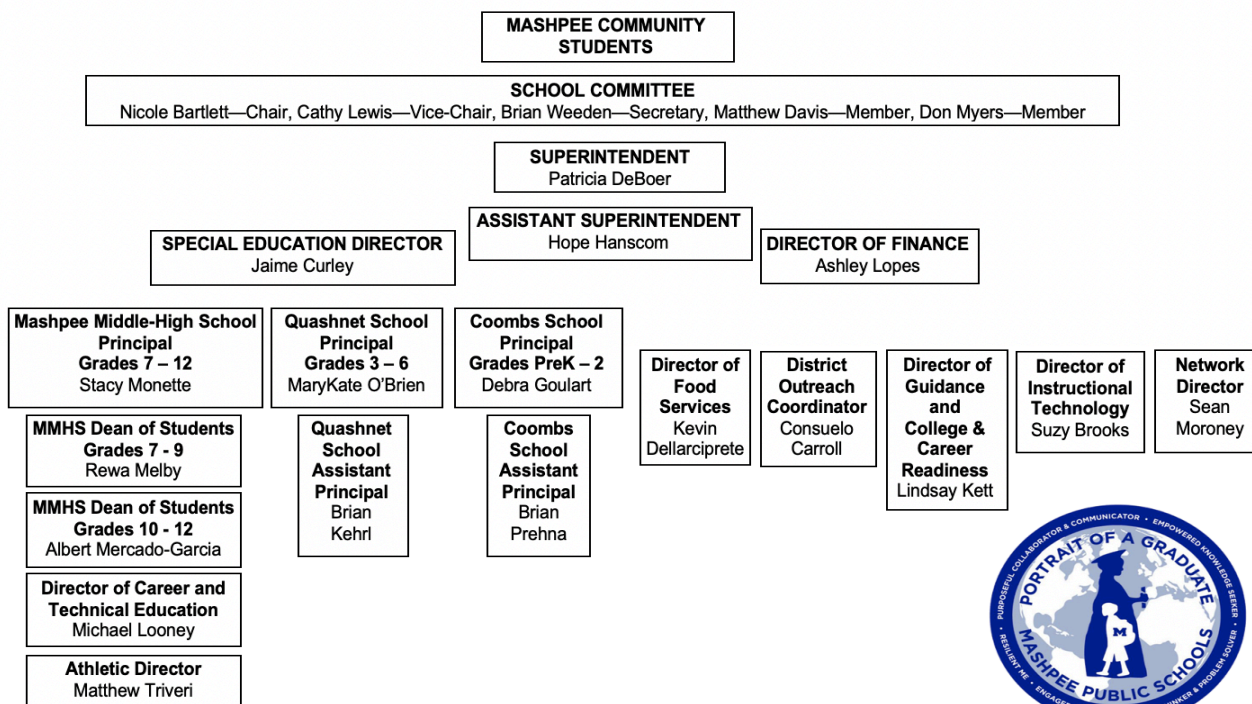 MASHPEE COMMUNITY
STUDENTS
SCHOOL COMMITTEE
Nicole Bartlett—Chair, Cathy Lewis—Vice-Chair, Brian Weeden—Secretary, Matthew Davis—Member, Don Myers—Member
SUPERINTENDENT
Patricia DeBoer
ASSISTANT SUPERINTENDENT
Hope Hanscom
SPECIAL EDUCATION DIRECTOR
Jaime Curley
DIRECTOR OF FINANCE
Ashley Lopes
Mashpee Middle-High School
Principal
Grades 7 – 12
Stacy Monette
Quashnet School
Principal
Grades 3 – 6
MaryKate O’Brien
Coombs School
Principal
Grades PreK – 2
Debra Goulart
Director of
Food
Services
Kevin
Dellarciprete
District
Outreach
Coordinator
Consuelo
Carroll
Director of
Guidance
and
College &
Career
Readiness
Lindsay Kett
Director of
Instructional
Technology
Suzy Brooks
Network
Director
Sean
Moroney
MMHS Dean of Students
Grades 7 - 9
Rewa Melby
MMHS Dean of Students
Grades 10 - 12
Albert Mercado-Garcia
Director of Career and
Technical Education
Michael Looney
Athletic Director
Matthew Triveri
Quashnet
School
Assistant
Principal
Brian
Kehrl
Coombs
School
Assistant
Principal
Brian
Prehna
PURPOSEFUL COLLABORATOR & COMMUNICATOR • EMPOWERED KNOWLEDGE SEEKER
PORTRAIT OF A GRADUATE
M
MASHPEE PUBLIC SCHOOLS
RESILIENT ME •
& PROBLEM SOLVER